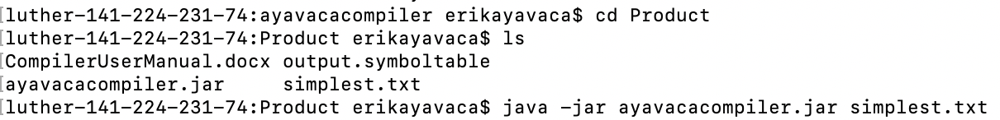 [luther-141-224-231-74:ayavacacompiler erikayavaca$ cd Product
[luther-141-224-231-74:Product erikayavaca$ ls
[CompilerUserManual.docx output.symboltable
[ayavacacompiler.jar     simplest.txt
[luther-141-224-231-74:Product erikayavaca$ java -jar ayavacacompiler.jar simplest.txt